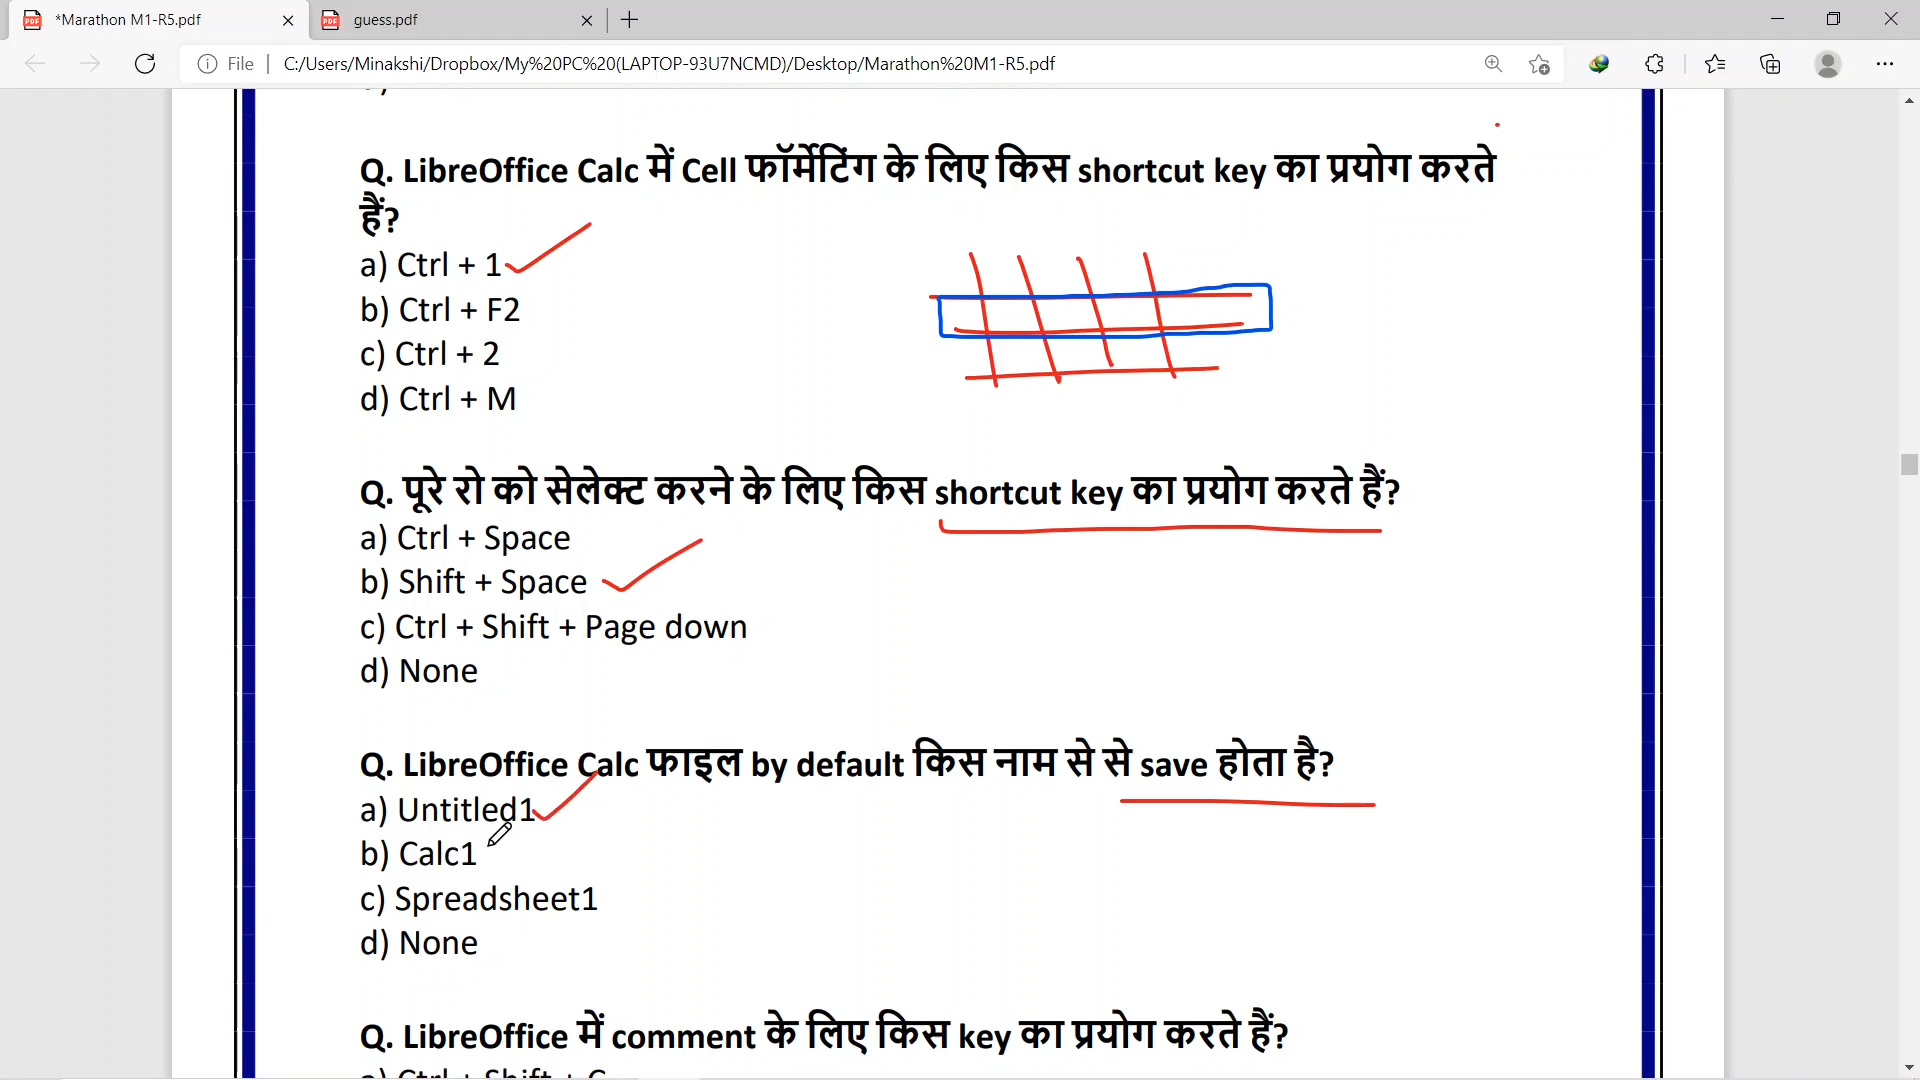 *Marathon M1-R5.pdf
guess.pdf
File
C:/Users/Minakshi/Dropbox/My%20PC%20(LAPTOP-93U7NCMD)/Desktop/Marathon%20M1-R5.pdf
Q. LibreOffice Calc में Cell फॉर्मेटिंग के लिए किस shortcut key का प्रयोग करते
हैं?
a) Ctrl + 1
b) Ctrl + F2
c) Ctrl + 2
d) Ctrl + M
Q. पूरे रो को सेलेक्ट करने के लिए किस shortcut key का प्रयोग करते हैं?
a) Ctrl + Space
b) Shift + Space
c) Ctrl + Shift + Page down
d) None
Q. LibreOffice Calc फाइल by default किस नाम से से save होता है?
a) Untitled1
b) Calc1
c) Spreadsheet1
d) None
Q. LibreOffice में comment के लिए किस key का प्रयोग करते हैं?